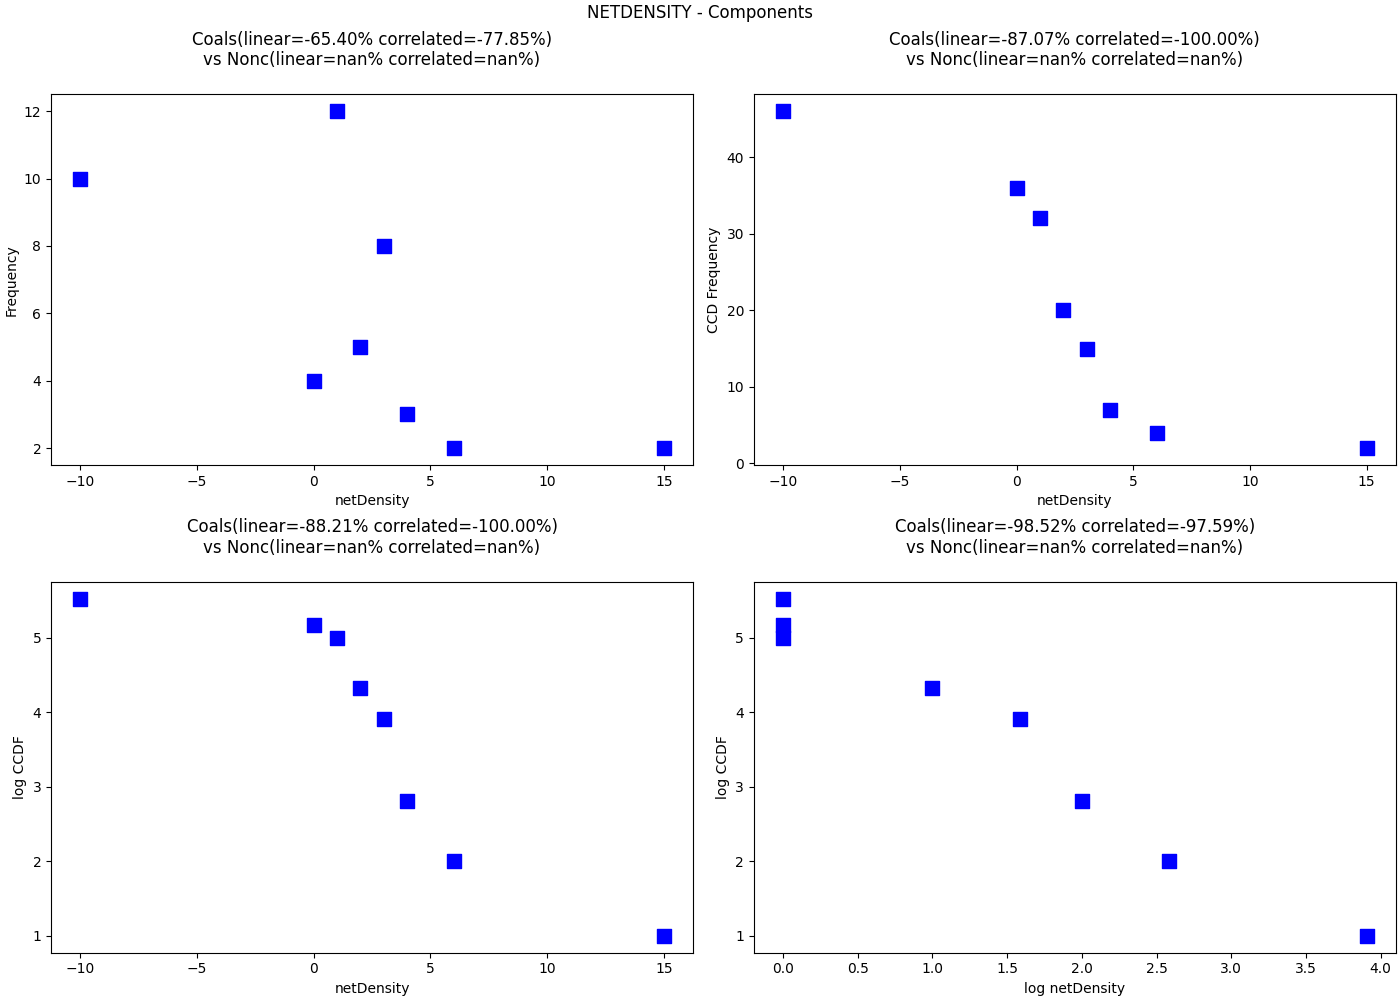 NETDENSITY - Components
Coals(linear=-65.40% correlated=-77.85%)
vs Nonc(linear=nan% correlated=nan%)
Frequency
12
10
8
6
4
2
−10
−5
0
5
10
15
netDensity
Coals(linear=-87.07% correlated=-100.00%)
vs Nonc(linear=nan% correlated=nan%)
CCD Frequency
40
30
20
10
0
−10
−5
0
5
10
15
netDensity
Coals(linear=-88.21% correlated=-100.00%)
vs Nonc(linear=nan% correlated=nan%)
log CCDF
5
4
3
2
1
−10
−5
0
5
10
15
netDensity
Coals(linear=-98.52% correlated=-97.59%)
vs Nonc(linear=nan% correlated=nan%)
log CCDF
5
4
3
2
1
0.0
0.5
1.0
1.5
2.0
2.5
3.0
3.5
4.0
log netDensity